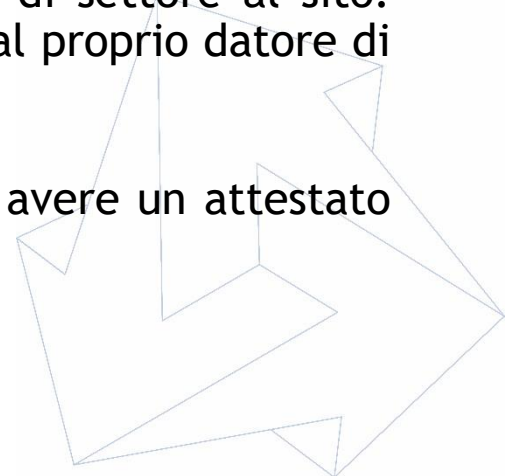 di settore al sito.
al proprio datore di
avere un attestato